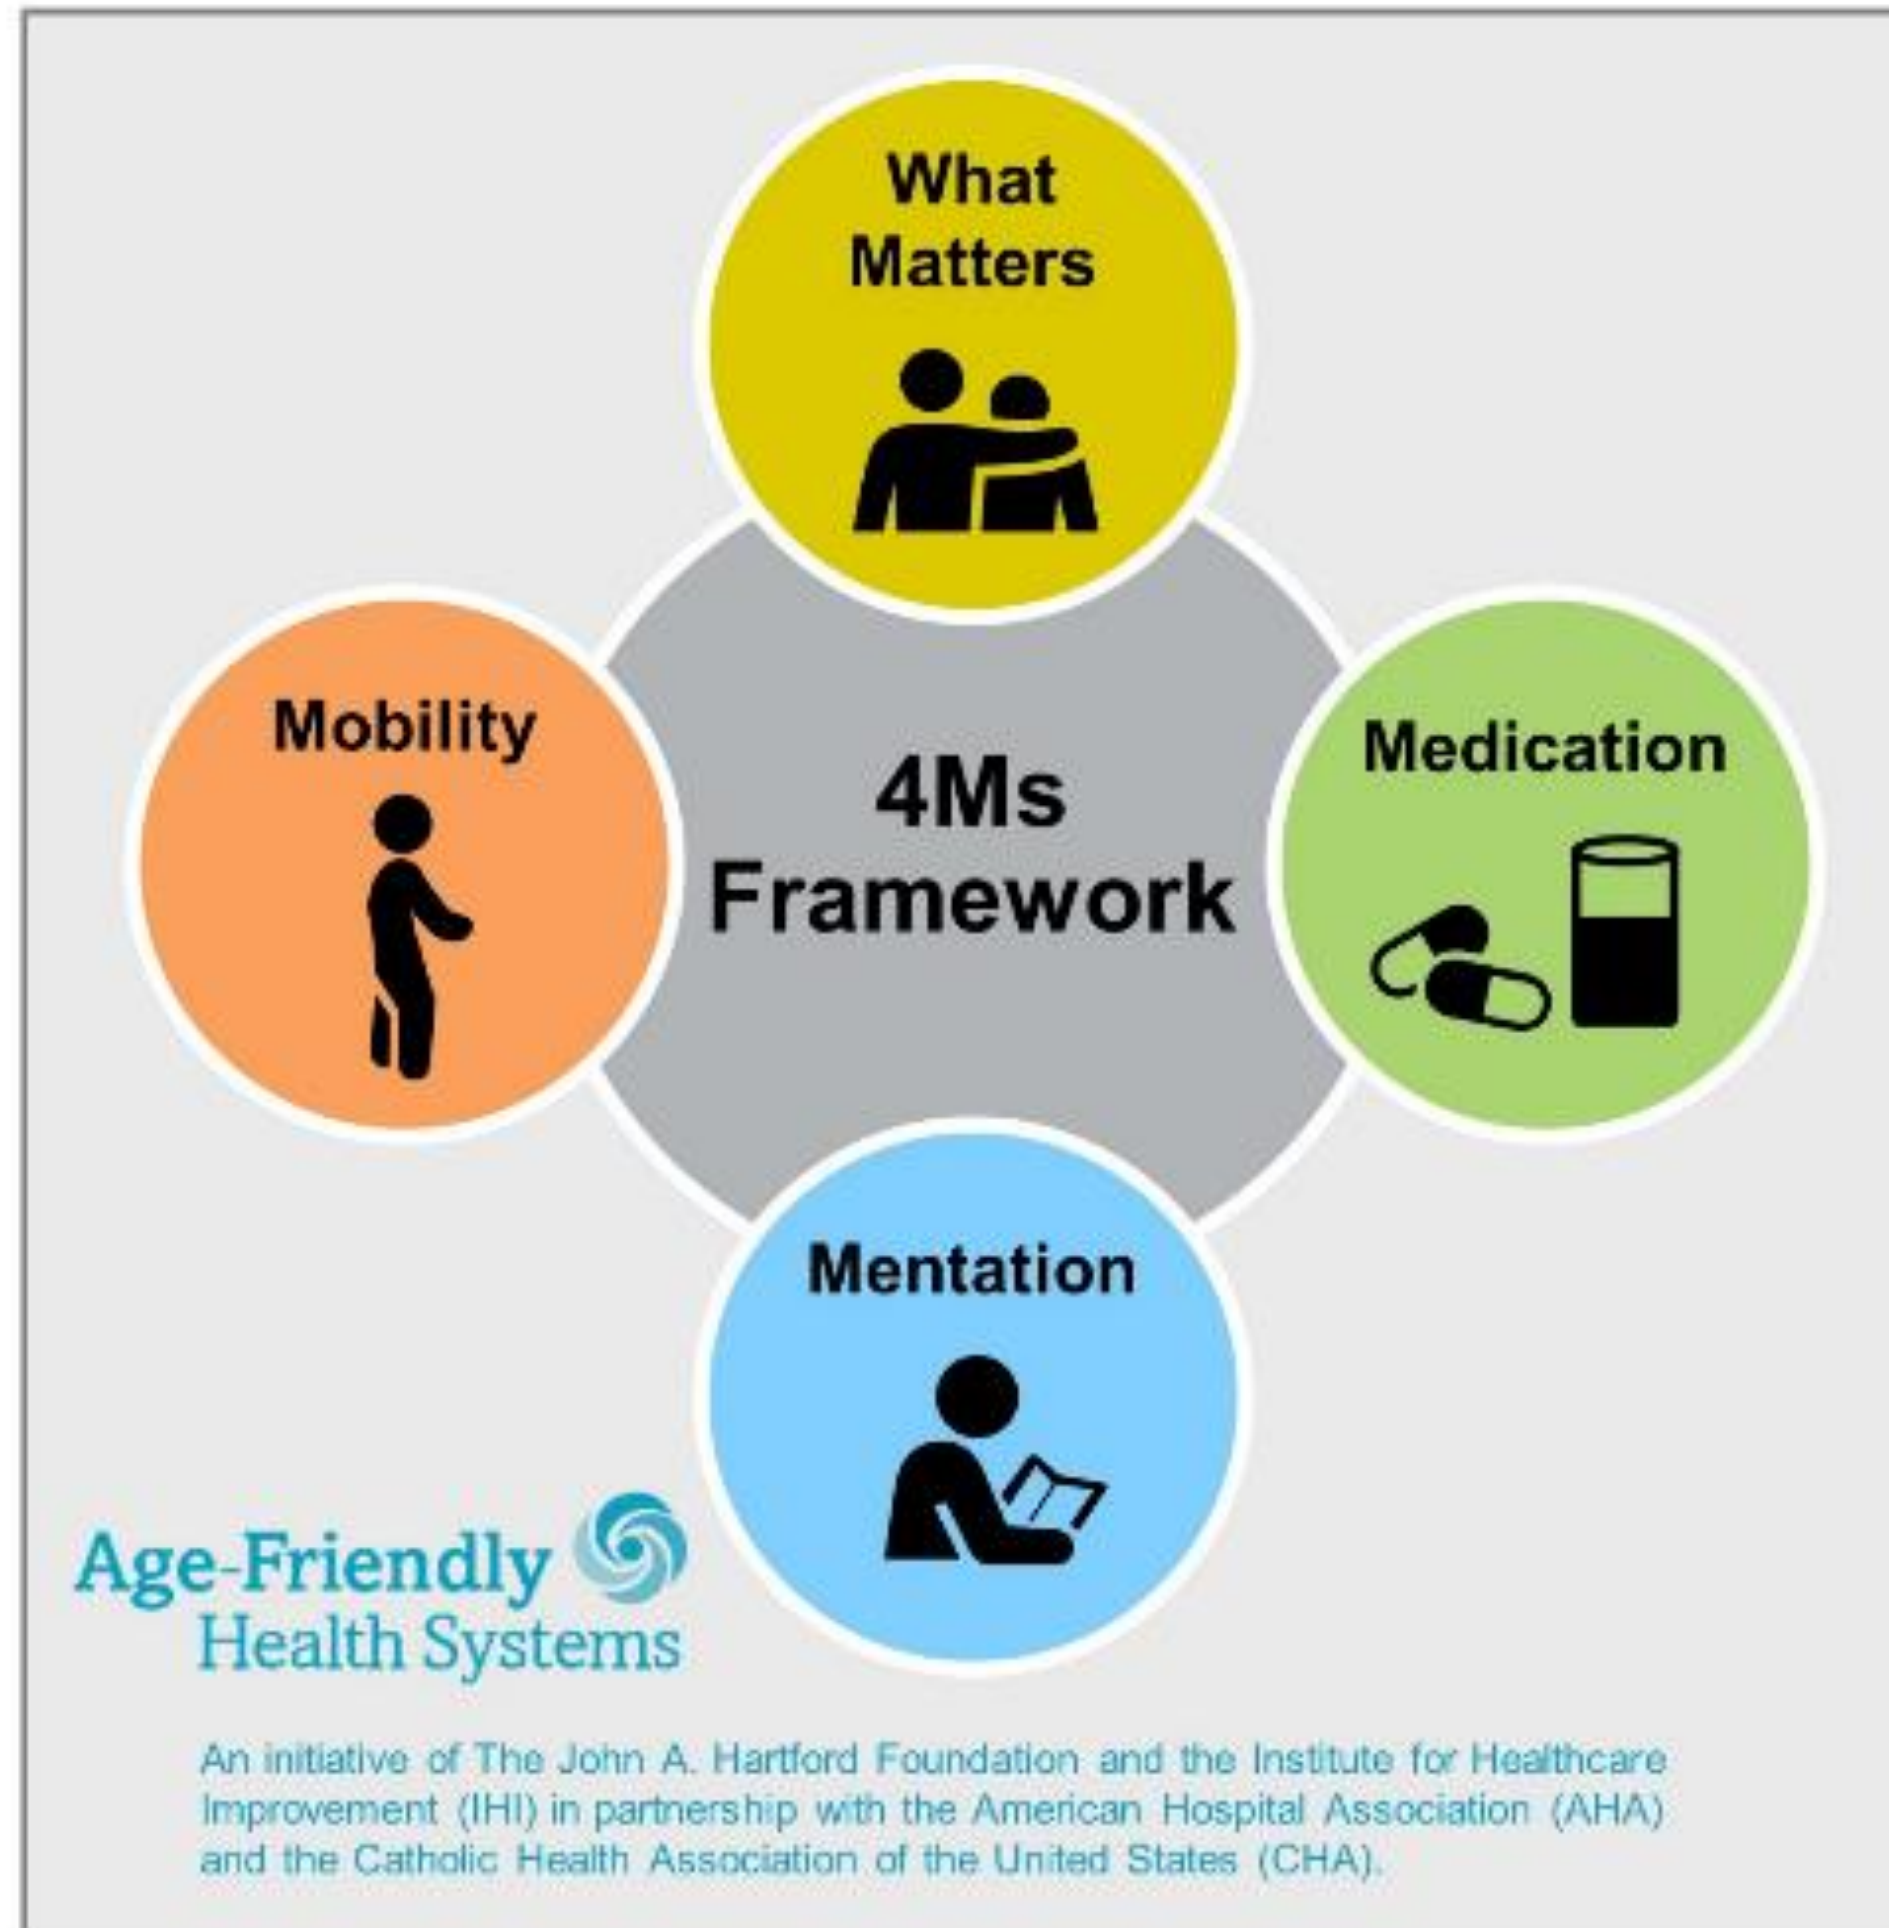 What
Matters
Mobility
4Ms
Framework
Medication
Mentation
Age-Friendly
Health Systems
An initiative of The John A. Hartford Foundation and the Institute for Healthcare
Improvement (IHI) in partnership with the American Hospital Association (AHA)
and the Catholic Health Association of the United States (CHA).